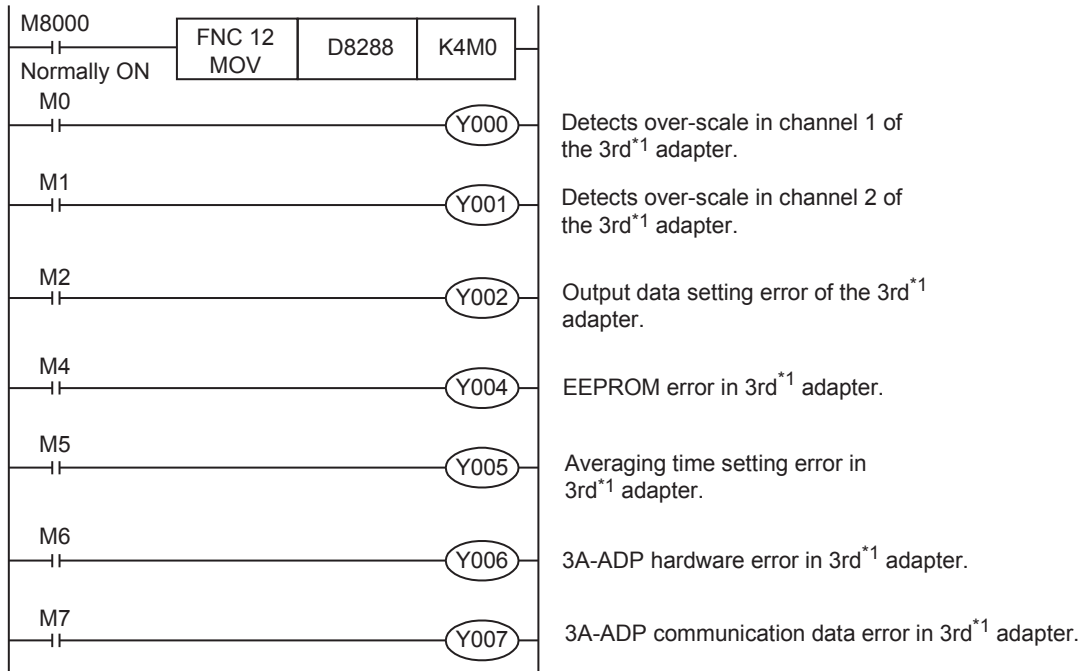 M8000
FNC 12
MOV
D8288
K4M0
Normally ON
M0
Y000
Detects over-scale in channel 1 of
the 3rd*1 adapter.
M1
Y001
Detects over-scale in channel 2 of
the 3rd*1 adapter.
M2
Y002
Output data setting error of the 3rd*1
adapter.
M4
Y004
EEPROM error in 3rd*1 adapter.
M5
Y005
Averaging time setting error in
3rd*1 adapter.
M6
Y006
3A-ADP hardware error in 3rd*1 adapter.
M7
Y007
3A-ADP communication data error in 3rd*1 adapter.